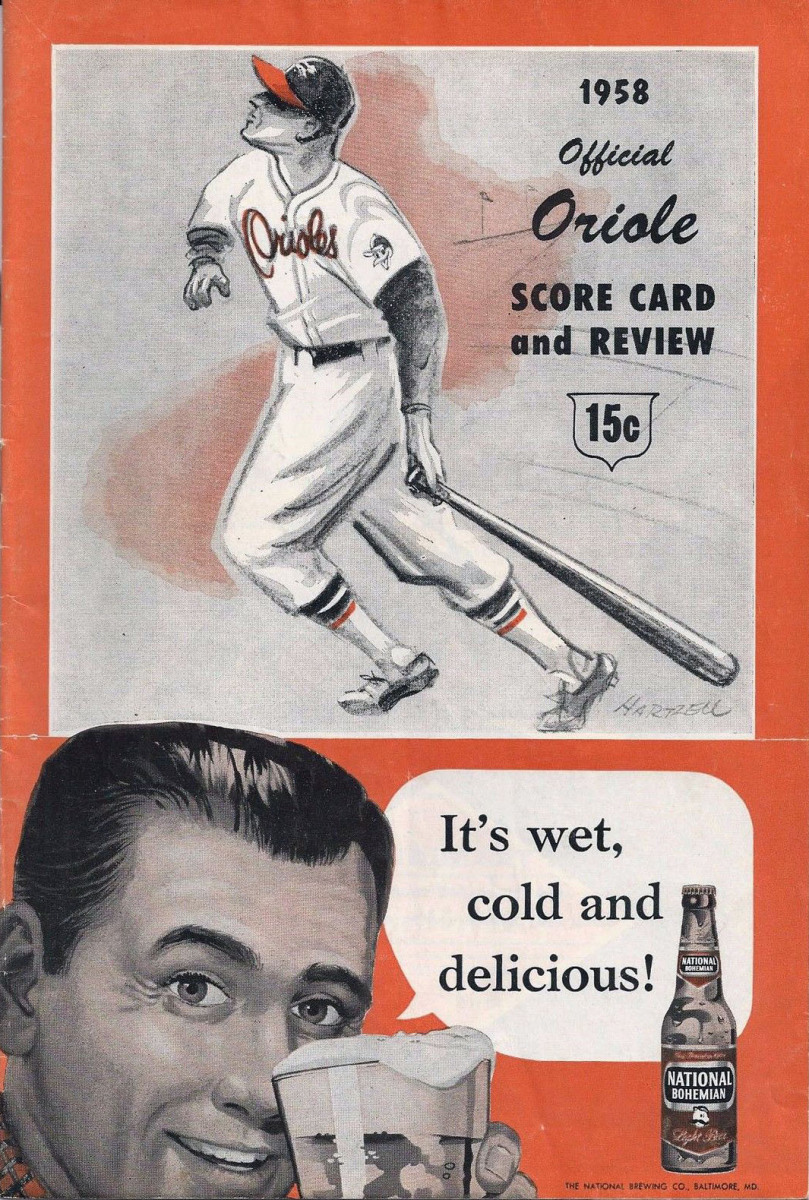 1958
Official
Oriole
SCORE CARD
and REVIEW
15c
Orioles
HARTZELL
It's wet,
cold and
delicious!
NATIONAL
BOHEMIAN
NATIONAL
BOHEMIAN
Light Beer
THE NATIONAL BREWING CO., BALTIMORE, MD.